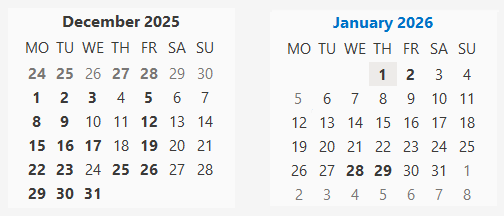 December 2025
MO TU WE TH FR SA SU
24 25 26 27 28 29 30
1 2 3 4 5 6 7
8 9 10 11 12 13 14
15 16 17 18 19 20 21
22 23 24 25 26 27 28
29 30 31
January 2026
MO TU WE TH FR SA SU
1 2 3 4
5 6 7 8 9 10 11
12 13 14 15 16 17 18
19 20 21 22 23 24 25
26 27 28 29 30 31 1
2 3 4 5 6 7 8